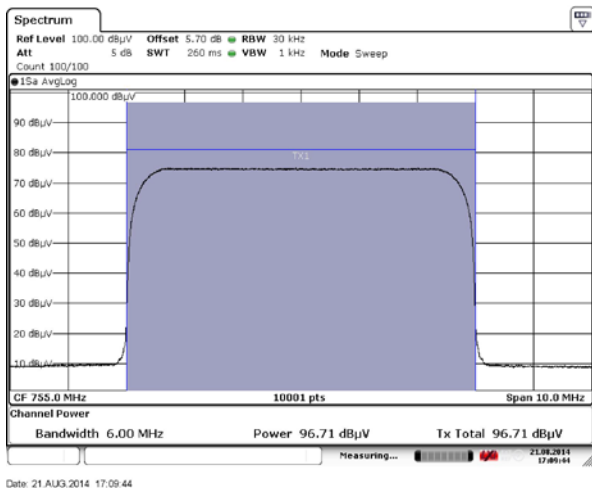 Spectrum
Ref Level 100.00 dBµV Offset 5.70 dB RBW 30 kHz
Att 5 dB SWT 260 ms VBW 1 kHz Mode Sweep
Count 100/100
1Sa AvgLog
100.000 dBµV
90 dBµV
80 dBµV
TX1
70 dBµV
60 dBµV
50 dBµV
40 dBµV
30 dBµV
20 dBµV
10 dBµV
CF 755.0 MHz 10001 pts Span 10.0 MHz
Channel Power
Bandwidth 6.00 MHz Power 96.71 dBµV Tx Total 96.71 dBµV
Measuring... 21.08.2014
17:09:44
Date: 21.AUG.2014 17:09:44